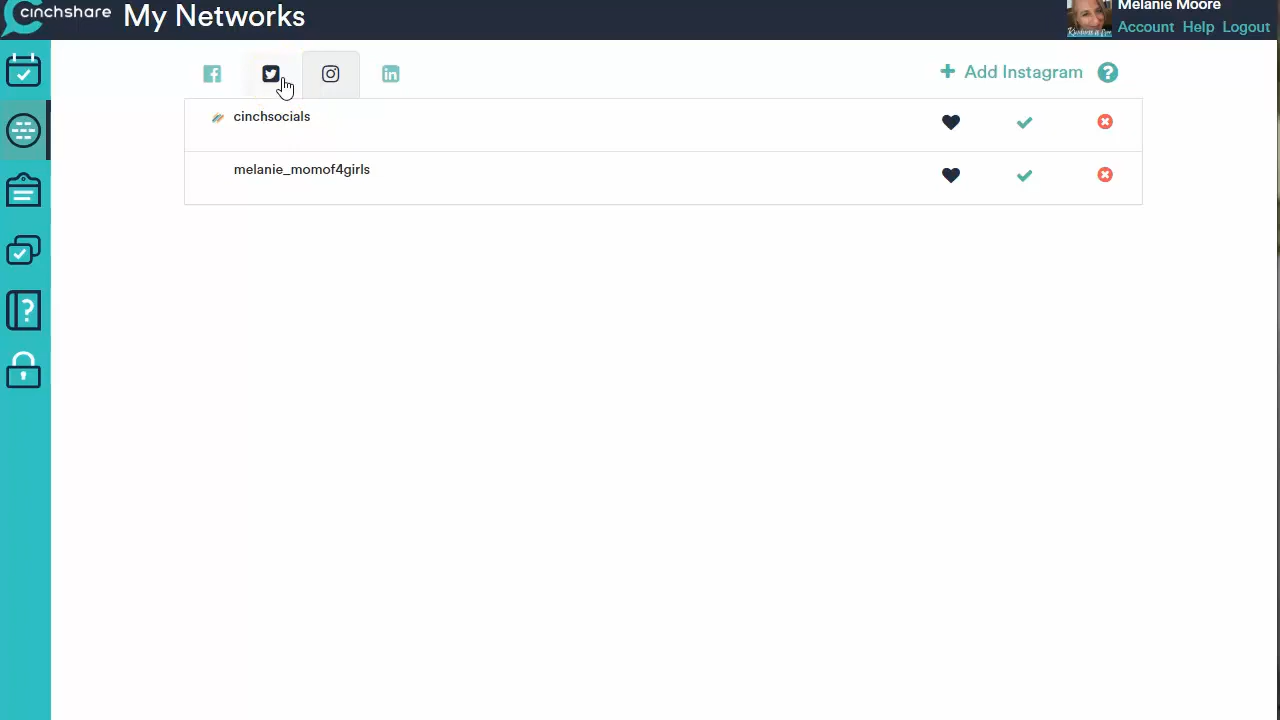 cinchshare
My Networks
Melanie Moore
Account Help Logout
+ Add Instagram ?
cinchsocials
melanie_momof4girls